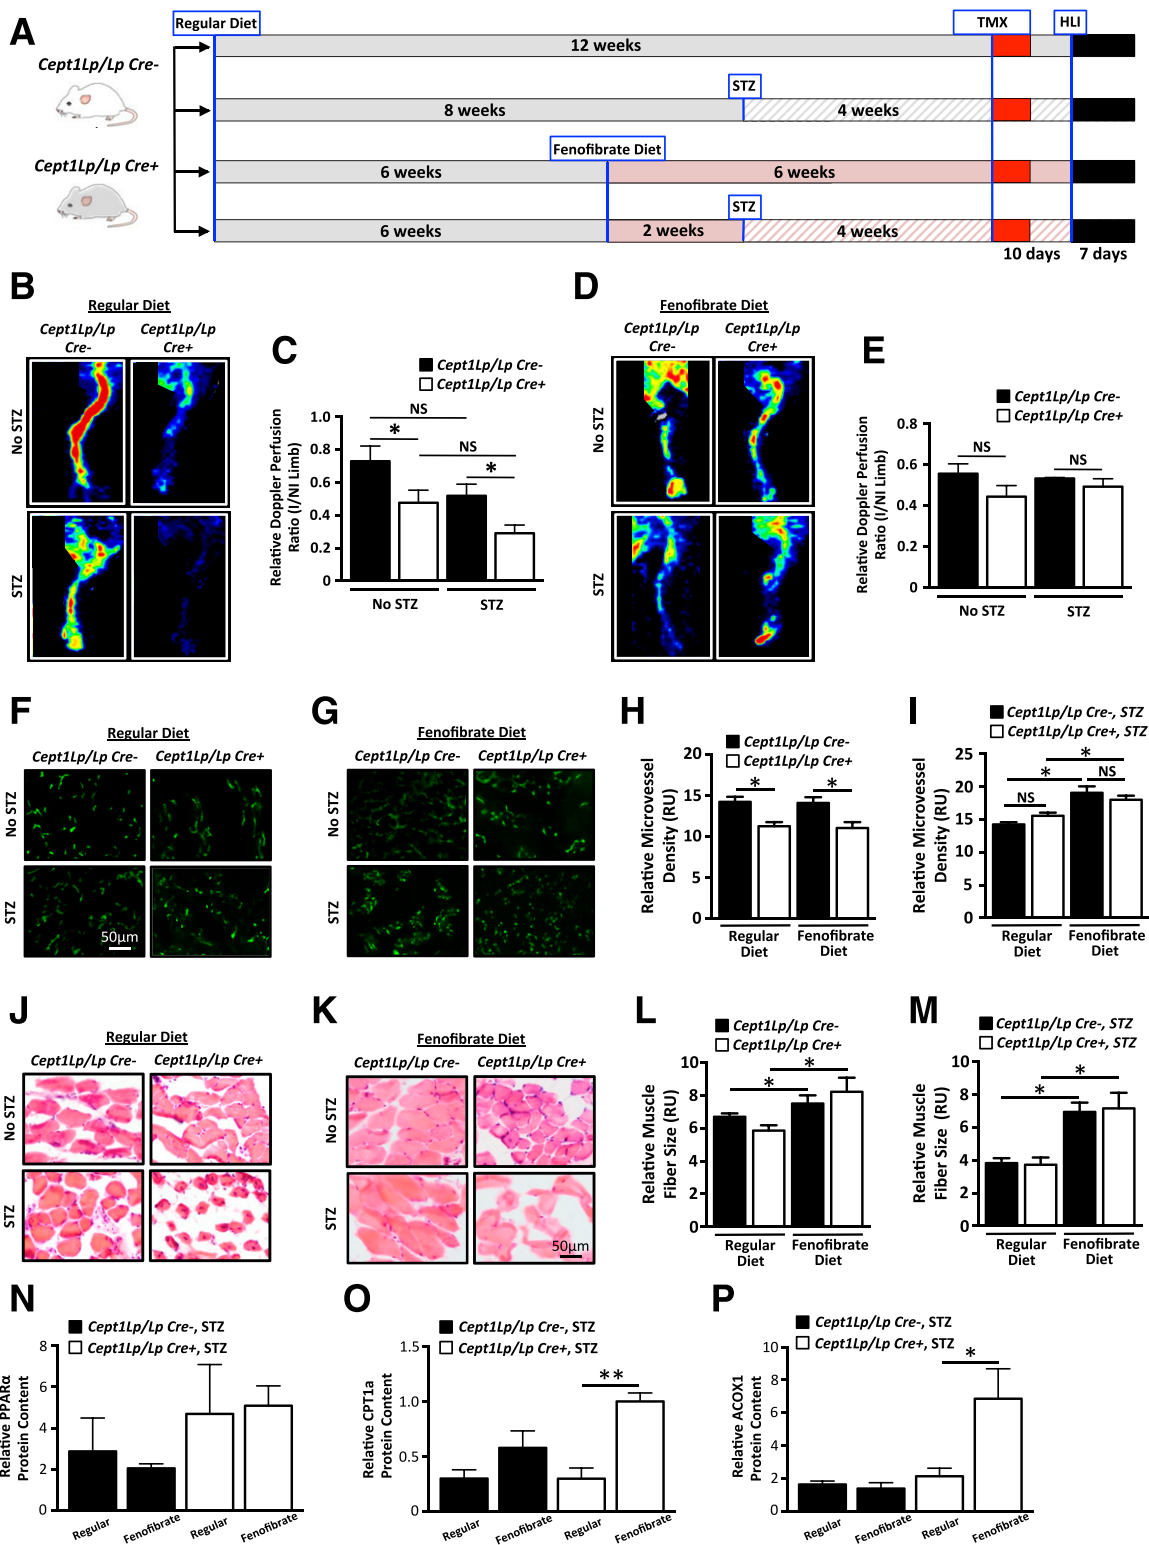 A
Regular Diet
TMX
HLI
12 weeks
Cept1Lp/Lp Cre-
STZ
8 weeks
4 weeks
Fenofibrate Diet
Cept1Lp/Lp Cre+
6 weeks
6 weeks
STZ
6 weeks
2 weeks
4 weeks
10 days
7 days
B
Regular Diet
Cept1Lp/Lp Cre-
Cept1Lp/Lp Cre+
No STZ
STZ
C
Cept1Lp/Lp Cre-
Cept1Lp/Lp Cre+
Relative Doppler Perfusion
Ratio (I/NI Limb)
1.0
0.8
0.6
0.4
0.2
0
NS
*
NS
*
No STZ
STZ
D
Fenofibrate Diet
Cept1Lp/Lp Cre-
Cept1Lp/Lp Cre+
No STZ
STZ
E
Cept1Lp/Lp Cre-
Cept1Lp/Lp Cre+
Relative Doppler Perfusion
Ratio (I/NI Limb)
0.8
0.6
0.4
0.2
0
NS
NS
No STZ
STZ
F
Regular Diet
Cept1Lp/Lp Cre-
Cept1Lp/Lp Cre+
No STZ
STZ
50µm
G
Fenofibrate Diet
Cept1Lp/Lp Cre-
Cept1Lp/Lp Cre+
No STZ
STZ
H
Cept1Lp/Lp Cre-
Cept1Lp/Lp Cre+
Relative Microvessel
Density (RU)
20
15
10
5
0
*
*
Regular Diet
Fenofibrate Diet
I
Cept1Lp/Lp Cre-, STZ
Cept1Lp/Lp Cre+, STZ
Relative Microvessel
Density (RU)
25
20
15
10
5
0
*
*
NS
NS
Regular Diet
Fenofibrate Diet
J
Regular Diet
Cept1Lp/Lp Cre-
Cept1Lp/Lp Cre+
No STZ
STZ
K
Fenofibrate Diet
Cept1Lp/Lp Cre-
Cept1Lp/Lp Cre+
No STZ
STZ
50µm
L
Cept1Lp/Lp Cre-
Cept1Lp/Lp Cre+
Relative Muscle
Fiber Size (RU)
10
8
6
4
2
0
*
*
Regular Diet
Fenofibrate Diet
M
Cept1Lp/Lp Cre-, STZ
Cept1Lp/Lp Cre+, STZ
Relative Muscle
Fiber Size (RU)
10
8
6
4
2
0
*
*
Regular Diet
Fenofibrate Diet
N
Cept1Lp/Lp Cre-, STZ
Cept1Lp/Lp Cre+, STZ
Relative PPARα
Protein Content
8
6
4
2
0
Regular
Fenofibrate
Regular
Fenofibrate
O
Cept1Lp/Lp Cre-, STZ
Cept1Lp/Lp Cre+, STZ
Relative CPT1a
Protein Content
1.5
1.0
0.5
0
**
Regular
Fenofibrate
Regular
Fenofibrate
P
Cept1Lp/Lp Cre-, STZ
Cept1Lp/Lp Cre+, STZ
Relative ACOX1
Protein Content
10
8
6
4
2
0
*
Regular
Fenofibrate
Regular
Fenofibrate